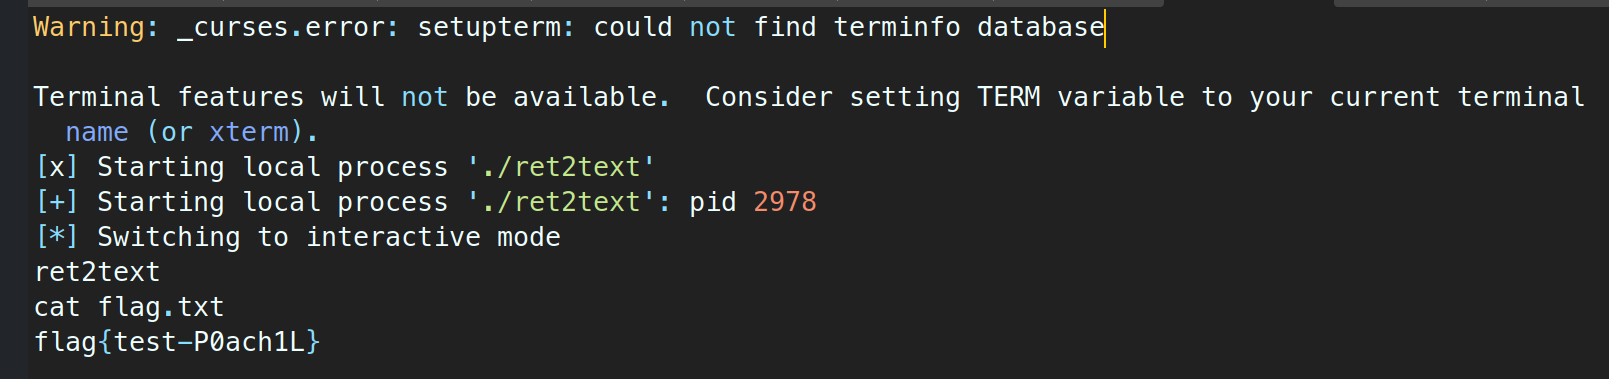 Warning: _curses.error: setupterm: could not find terminfo database
Terminal features will not be available.  Consider setting TERM variable to your current terminal
name (or xterm).
[x] Starting local process './ret2text'
[+] Starting local process './ret2text': pid 2978
[*] Switching to interactive mode
ret2text
cat flag.txt
flag{test-P0ach1L}